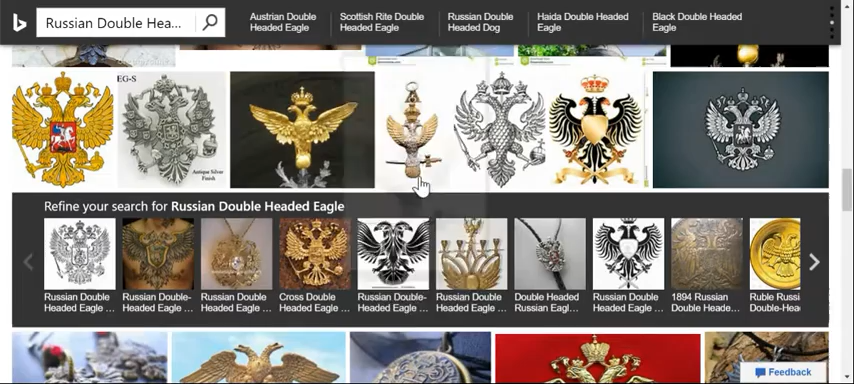 Russian Double Hea...
Austrian Double
Headed Eagle
Scottish Rite Double
Headed Eagle
Russian Double
Headed Dog
Haida Double Headed
Eagle
Black Double Headed
Eagle
EG-S
Antique Silver
Finish
Refine your search for Russian Double Headed Eagle
Russian Double
Headed Eagle ...
Russian Double-
Headed Eagle ...
Russian Double
Headed Eagle ...
Cross Double
Headed Eagle ...
Russian Double-
Headed Eagle ...
Russian Double
Headed Eagle ...
Double Headed
Russian Eagl...
Russian Double
Headed Eagle ...
1894 Russian
Double Heade...
Ruble Russi
Double-Hea
Feedback